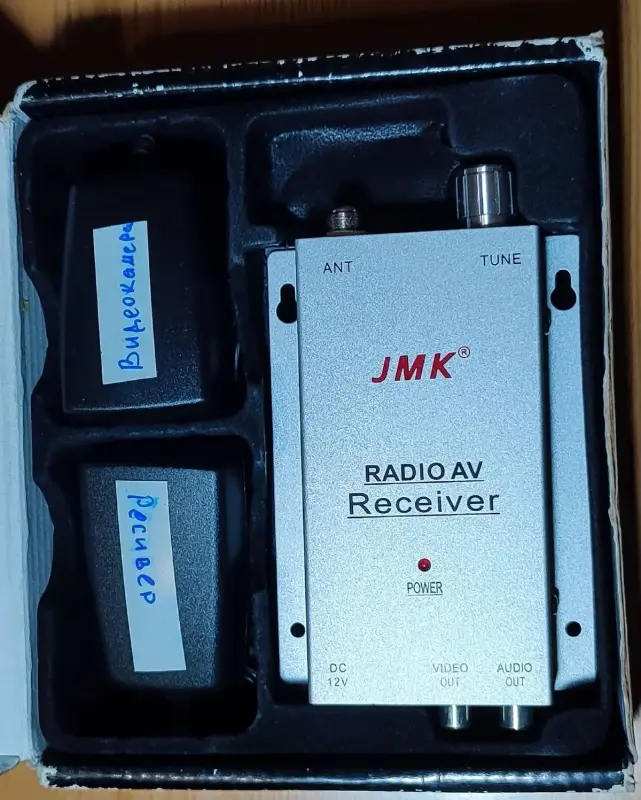 Видеокамера
Ресивер
ANT
TUNE
JMK®
RADIO AV
Receiver
POWER
DC
12V
VIDEO
OUT
AUDIO
OUT